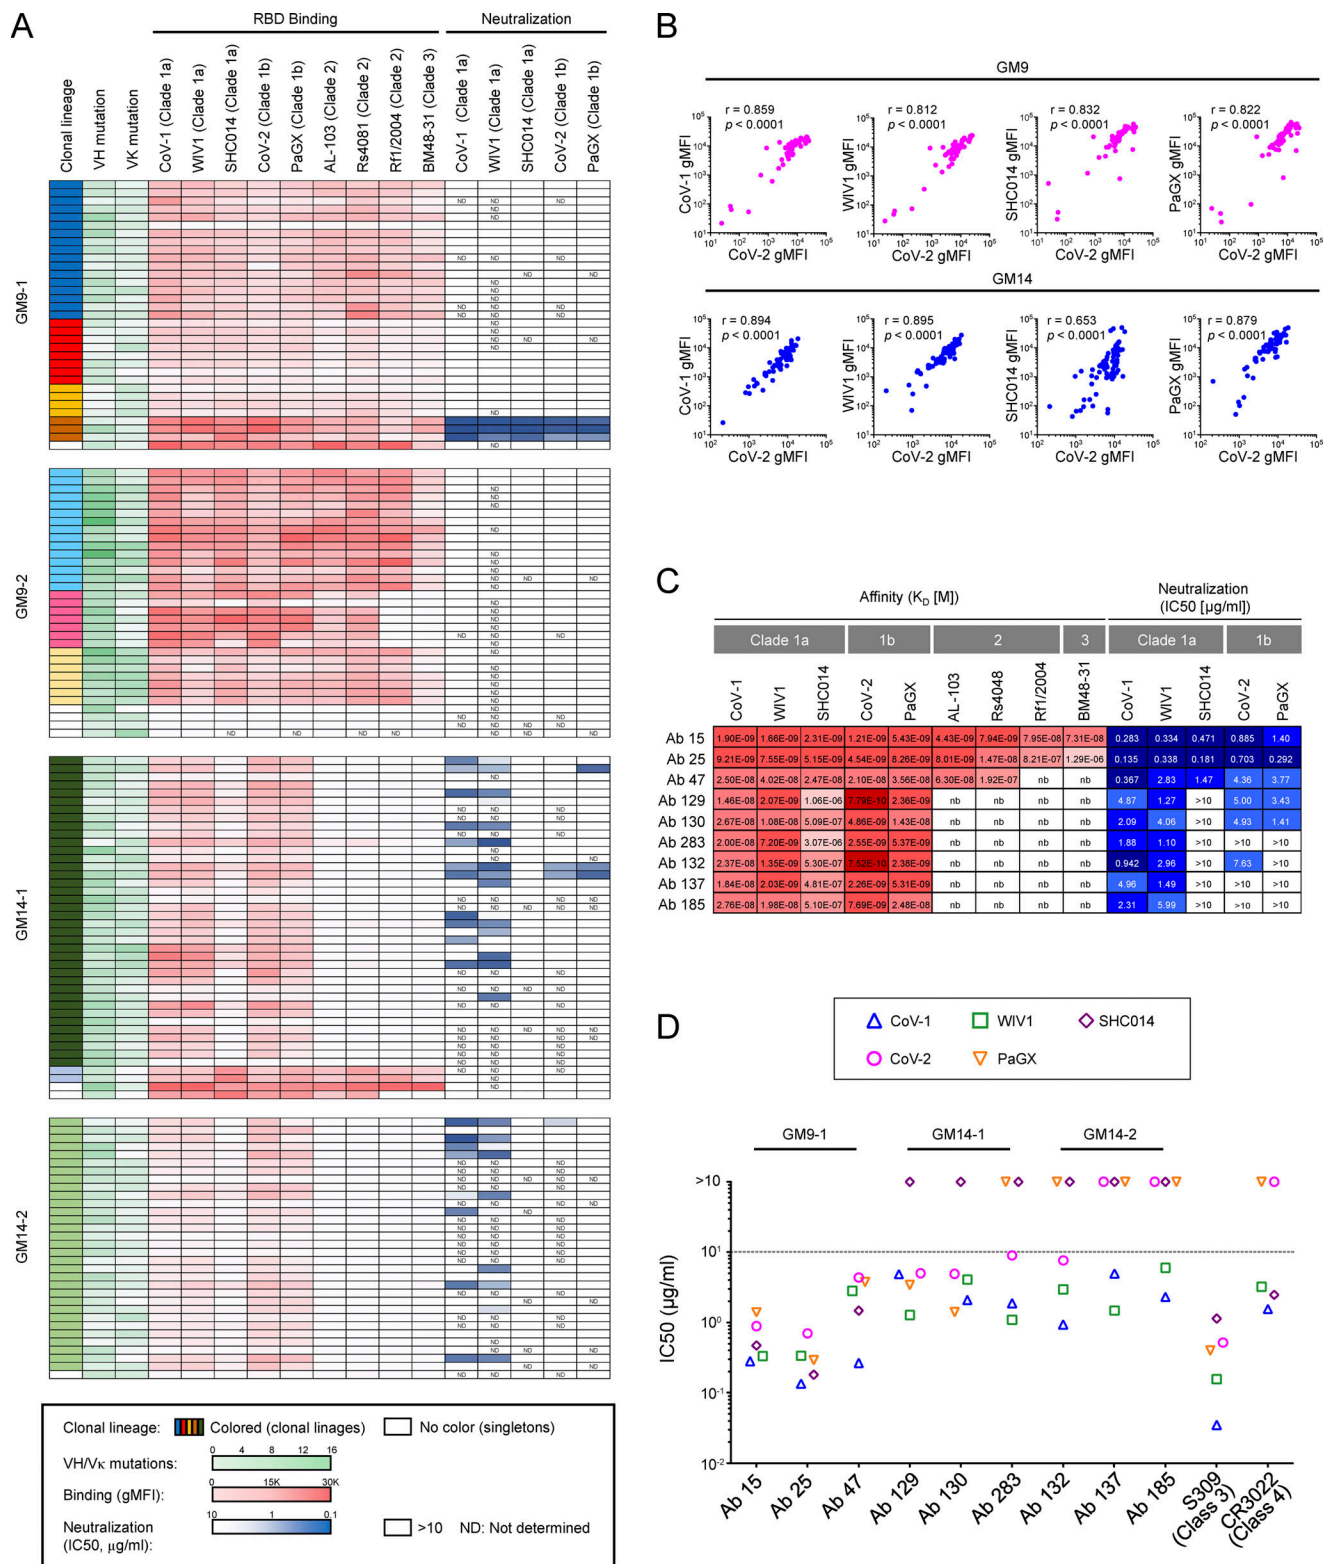 A
RBD Binding
Neutralization
Clonal lineage
VH mutation
VK mutation
CoV-1 (Clade 1a)
WIV1 (Clade 1a)
SHC014 (Clade 1a)
CoV-2 (Clade 1b)
PaGX (Clade 1b)
AL-103 (Clade 2)
Rs4081 (Clade 2)
Rf1/2004 (Clade 2)
BM48-31 (Clade 3)
CoV-1 (Clade 1a)
WIV1 (Clade 1a)
SHC014 (Clade 1a)
CoV-2 (Clade 1b)
PaGX (Clade 1b)
GM9-1
GM9-2
GM14-1
GM14-2
Clonal lineage: Colored (clonal linages) No color (singletons)
0 4 8 12 16
VH/Vκ mutations:
0 15K 30K
Binding (gMFI):
10 1 0.1
Neutralization >10 ND: Not determined
(IC50, µg/ml):
B
GM9
r = 0.859
p < 0.0001
CoV-1 gMFI
CoV-2 gMFI
r = 0.812
p < 0.0001
WIV1 gMFI
CoV-2 gMFI
r = 0.832
p < 0.0001
SHC014 gMFI
CoV-2 gMFI
r = 0.822
p < 0.0001
PaGX gMFI
CoV-2 gMFI
GM14
r = 0.894
p < 0.0001
CoV-1 gMFI
CoV-2 gMFI
r = 0.895
p < 0.0001
WIV1 gMFI
CoV-2 gMFI
r = 0.653
p < 0.0001
SHC014 gMFI
CoV-2 gMFI
r = 0.879
p < 0.0001
PaGX gMFI
CoV-2 gMFI
C
Affinity (KD [M])
Neutralization
(IC50 [µg/ml])
Clade 1a 1b 2 3 Clade 1a 1b
CoV-1 WIV1 SHC014 CoV-2 PaGX AL-103 Rs4048 Rf1/2004 BM48-31 CoV-1 WIV1 SHC014 CoV-2 PaGX
Ab 15 1.90E-09 1.66E-09 2.31E-09 1.21E-09 5.43E-09 4.43E-09 7.94E-09 7.95E-08 7.31E-08 0.283 0.334 0.471 0.885 1.40
Ab 25 9.21E-09 7.55E-09 5.15E-09 4.54E-09 8.26E-09 8.01E-09 1.47E-08 8.21E-07 1.29E-06 0.135 0.338 0.181 0.703 0.292
Ab 47 2.50E-08 4.02E-08 2.47E-08 2.10E-08 3.56E-08 6.30E-08 1.92E-07 nb nb 0.367 2.83 1.47 4.36 3.77
Ab 129 1.46E-08 2.07E-09 1.06E-06 7.79E-10 2.36E-09 nb nb nb nb 4.87 1.27 >10 5.00 3.43
Ab 130 2.67E-08 1.08E-08 5.09E-07 4.86E-09 1.43E-08 nb nb nb nb 2.09 4.06 >10 4.93 1.41
Ab 283 2.00E-08 7.20E-09 3.07E-06 2.55E-09 5.37E-09 nb nb nb nb 1.88 1.10 >10 >10 >10
Ab 132 2.37E-08 1.35E-09 5.30E-07 7.52E-10 2.38E-09 nb nb nb nb 0.942 2.96 >10 7.63 >10
Ab 137 1.84E-08 2.03E-09 4.81E-07 2.26E-09 5.31E-09 nb nb nb nb 4.96 1.49 >10 >10 >10
Ab 185 2.76E-08 1.98E-08 5.10E-07 7.69E-09 2.48E-08 nb nb nb nb 2.31 5.99 >10 >10 >10
D
CoV-1 WIV1 SHC014
CoV-2 PaGX
GM9-1 GM14-1 GM14-2
IC50 (µg/ml)
>10
10¹
10⁰
10⁻¹
10⁻²
Ab 15
Ab 25
Ab 47
Ab 129
Ab 130
Ab 283
Ab 132
Ab 137
Ab 185
S309
(Class 3)
CR3022
(Class 4)